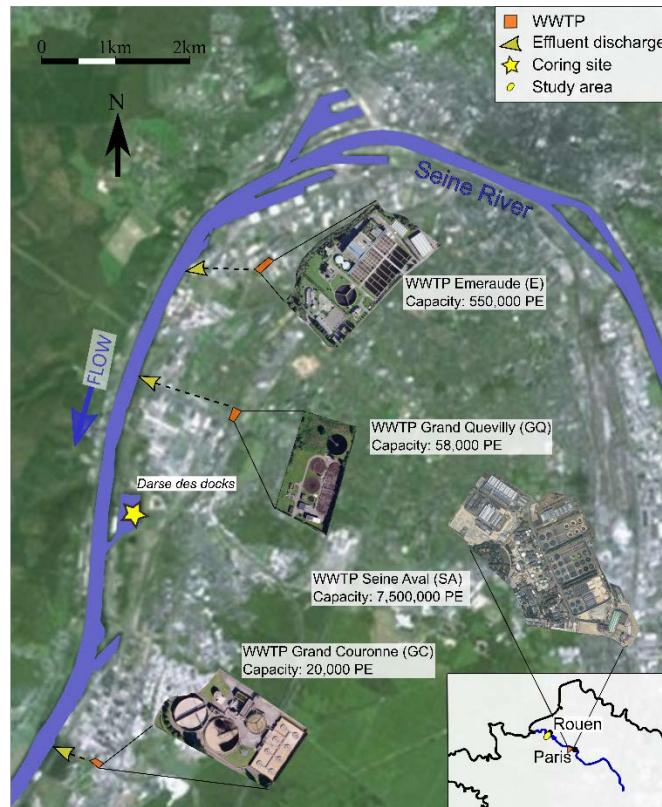 0 1km 2km
N
WWTP
Effluent discharge
Coring site
Study area
Seine River
WWTP Emeraude (E)
Capacity: 550,000 PE
FLOW
WWTP Grand Quevilly (GQ)
Capacity: 58,000 PE
Darse des docks
WWTP Seine Aval (SA)
Capacity: 7,500,000 PE
WWTP Grand Couronne (GC)
Capacity: 20,000 PE
Rouen
Paris